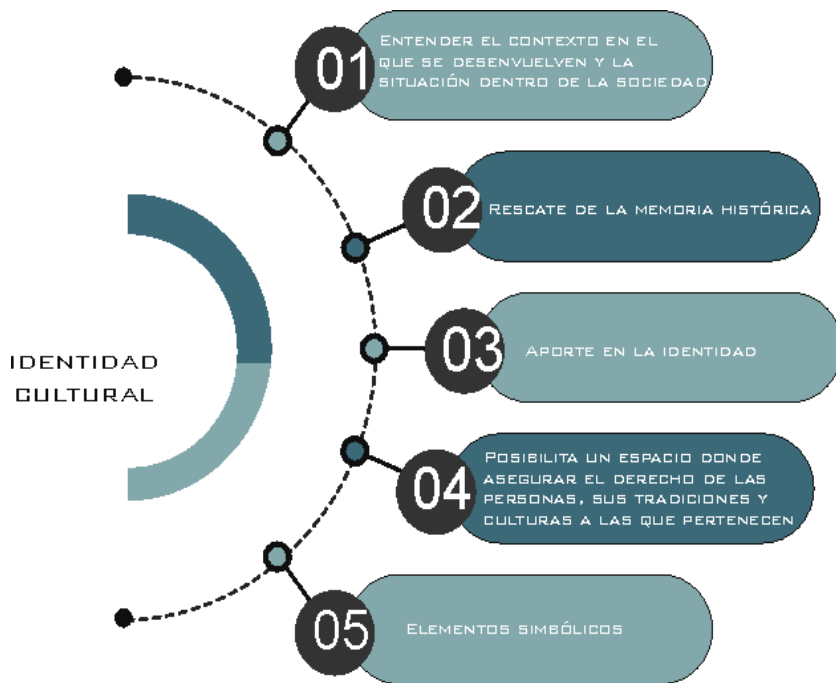 01
ENTENDER EL CONTEXTO EN EL
QUE SE DESENVUELVEN Y LA
SITUACIÓN DENTRO DE LA SOCIEDAD
02
RESCATE DE LA MEMORIA HISTÓRICA
IDENTIDAD
CULTURAL
03
APORTE EN LA IDENTIDAD
04
POSIBILITA UN ESPACIO DONDE
ASEGURAR EL DERECHO DE LAS
PERSONAS, SUS TRADICIONES Y
CULTURAS A LAS QUE PERTENECEN
05
ELEMENTOS SIMBÓLICOS